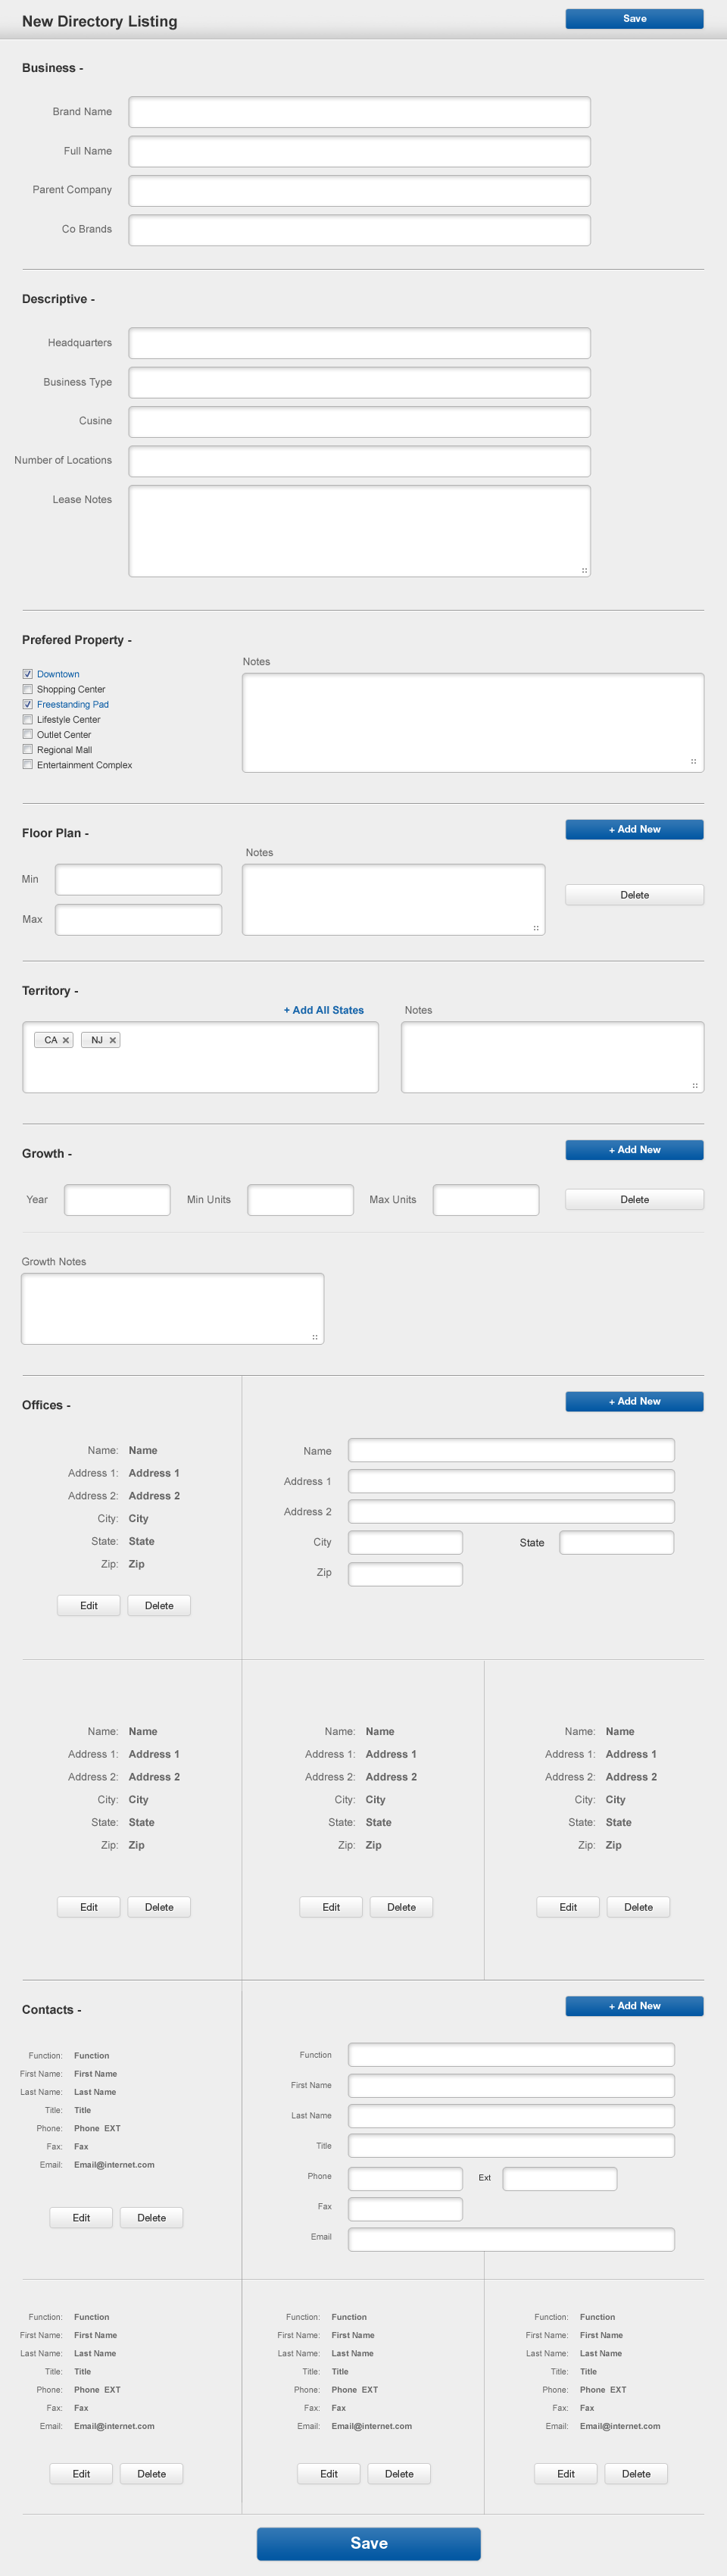 New Directory Listing Save
Business -
Brand Name
Full Name
Parent Company
Co Brands
Descriptive -
Headquarters
Business Type
Cusine
Number of Locations
Lease Notes
Prefered Property -
Notes
Downtown
Shopping Center
Freestanding Pad
Lifestyle Center
Outlet Center
Regional Mall
Entertainment Complex
Floor Plan - + Add New
Notes
Min
Delete
Max
Territory -
+ Add All States Notes
CA NJ
Growth - + Add New
Year Min Units Max Units Delete
Growth Notes
Offices - + Add New
Name: Name
Address 1: Address 1
Address 2: Address 2
City: City
State: State
Zip: Zip
Edit Delete
Name
Address 1
Address 2
City State
Zip
Name: Name
Address 1: Address 1
Address 2: Address 2
City: City
State: State
Zip: Zip
Edit Delete
Name: Name
Address 1: Address 1
Address 2: Address 2
City: City
State: State
Zip: Zip
Edit Delete
Name: Name
Address 1: Address 1
Address 2: Address 2
City: City
State: State
Zip: Zip
Edit Delete
Contacts - + Add New
Function: Function
First Name: First Name
Last Name: Last Name
Title: Title
Phone: Phone EXT
Fax: Fax
Email: Email@internet.com
Edit Delete
Function
First Name
Last Name
Title
Phone Ext
Fax
Email
Function: Function
First Name: First Name
Last Name: Last Name
Title: Title
Phone: Phone EXT
Fax: Fax
Email: Email@internet.com
Edit Delete
Function: Function
First Name: First Name
Last Name: Last Name
Title: Title
Phone: Phone EXT
Fax: Fax
Email: Email@internet.com
Edit Delete
Function: Function
First Name: First Name
Last Name: Last Name
Title: Title
Phone: Phone EXT
Fax: Fax
Email: Email@internet.com
Edit Delete
Save